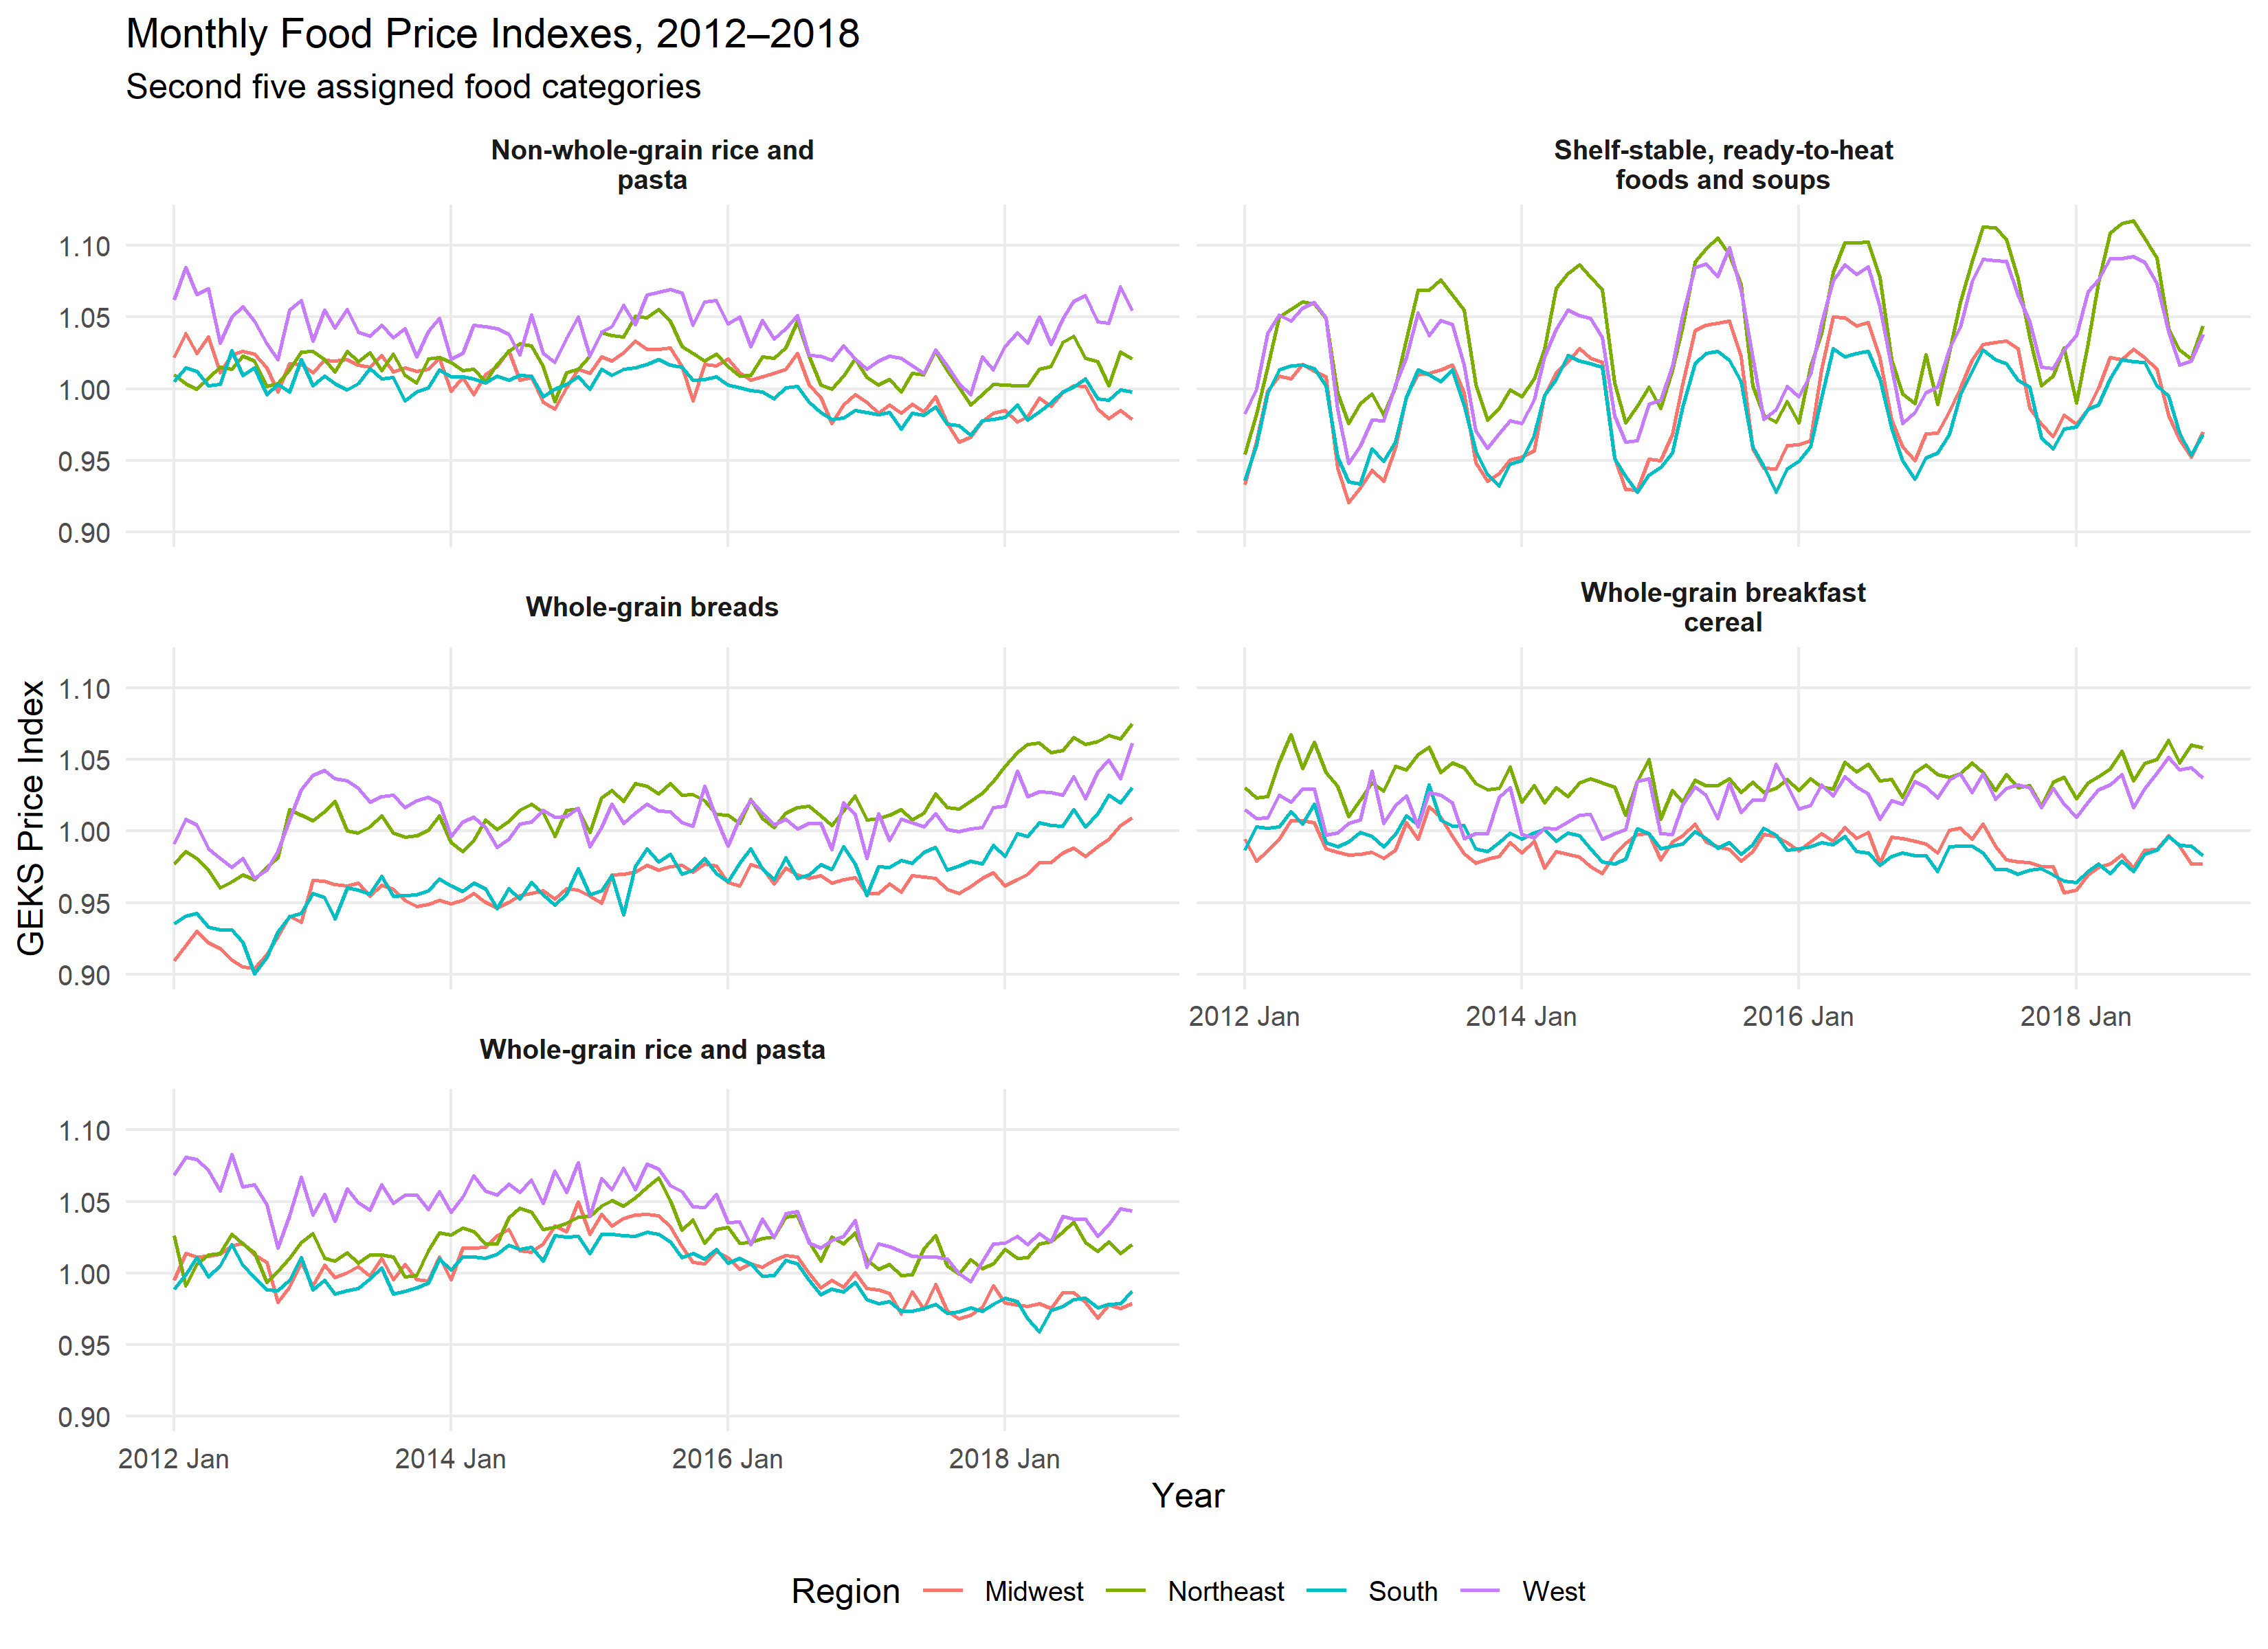 Monthly Food Price Indexes, 2012–2018
Second five assigned food categories
Non-whole-grain rice and
pasta
Shelf-stable, ready-to-heat
foods and soups
1.10
1.05
1.00
0.95
0.90
Whole-grain breads
Whole-grain breakfast
cereal
GEKS Price Index
1.10
1.05
1.00
0.95
0.90
2012 Jan 2014 Jan 2016 Jan 2018 Jan
Whole-grain rice and pasta
1.10
1.05
1.00
0.95
0.90
2012 Jan 2014 Jan 2016 Jan 2018 Jan
Year
Region Midwest Northeast South West